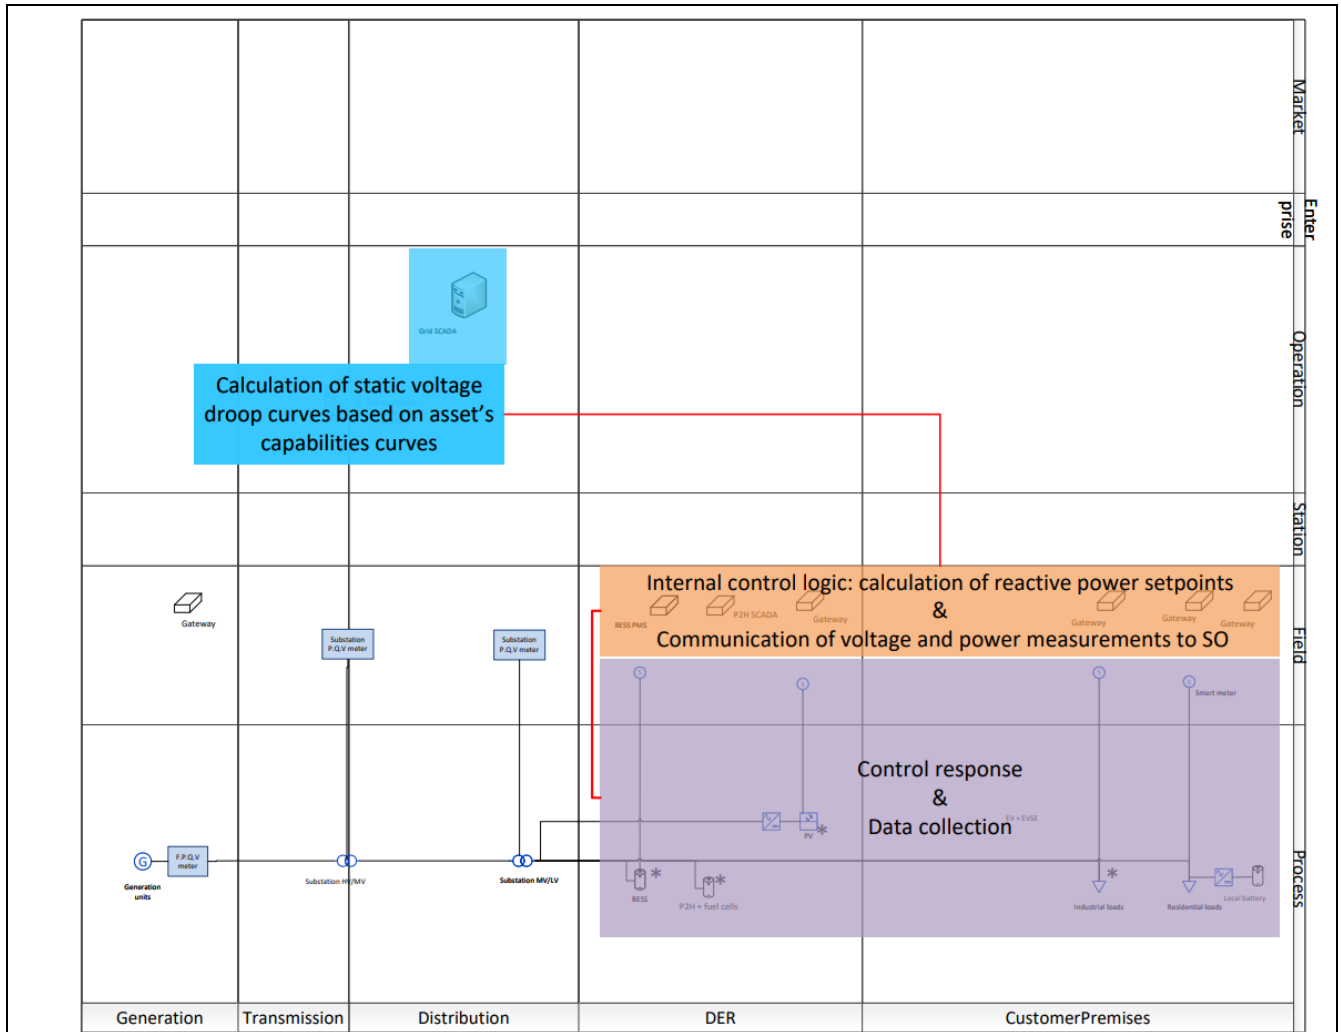 Market
Enter
prise
Grid SCADA
Operation
Calculation of static voltage
droop curves based on asset's
capabilities curves
Station
Internal control logic: calculation of reactive power setpoints
&
Communication of voltage and power measurements to SO
Gateway
BESS PMS
P2H SCADA
Gateway
Gateway
Gateway
Gateway
Field
Substation
P.Q.V meter
Substation
P.Q.V meter
S
S
S
S
Smart meter
Control response
&
Data collection
EV + EVSE
PV
*
Process
G
F.P.Q.V
meter
Generation
units
Substation HV/MV
Substation MV/LV
BESS
*
P2H + fuel cells
*
Industrial loads
*
Residential loads
Local battery
Generation
Transmission
Distribution
DER
CustomerPremises